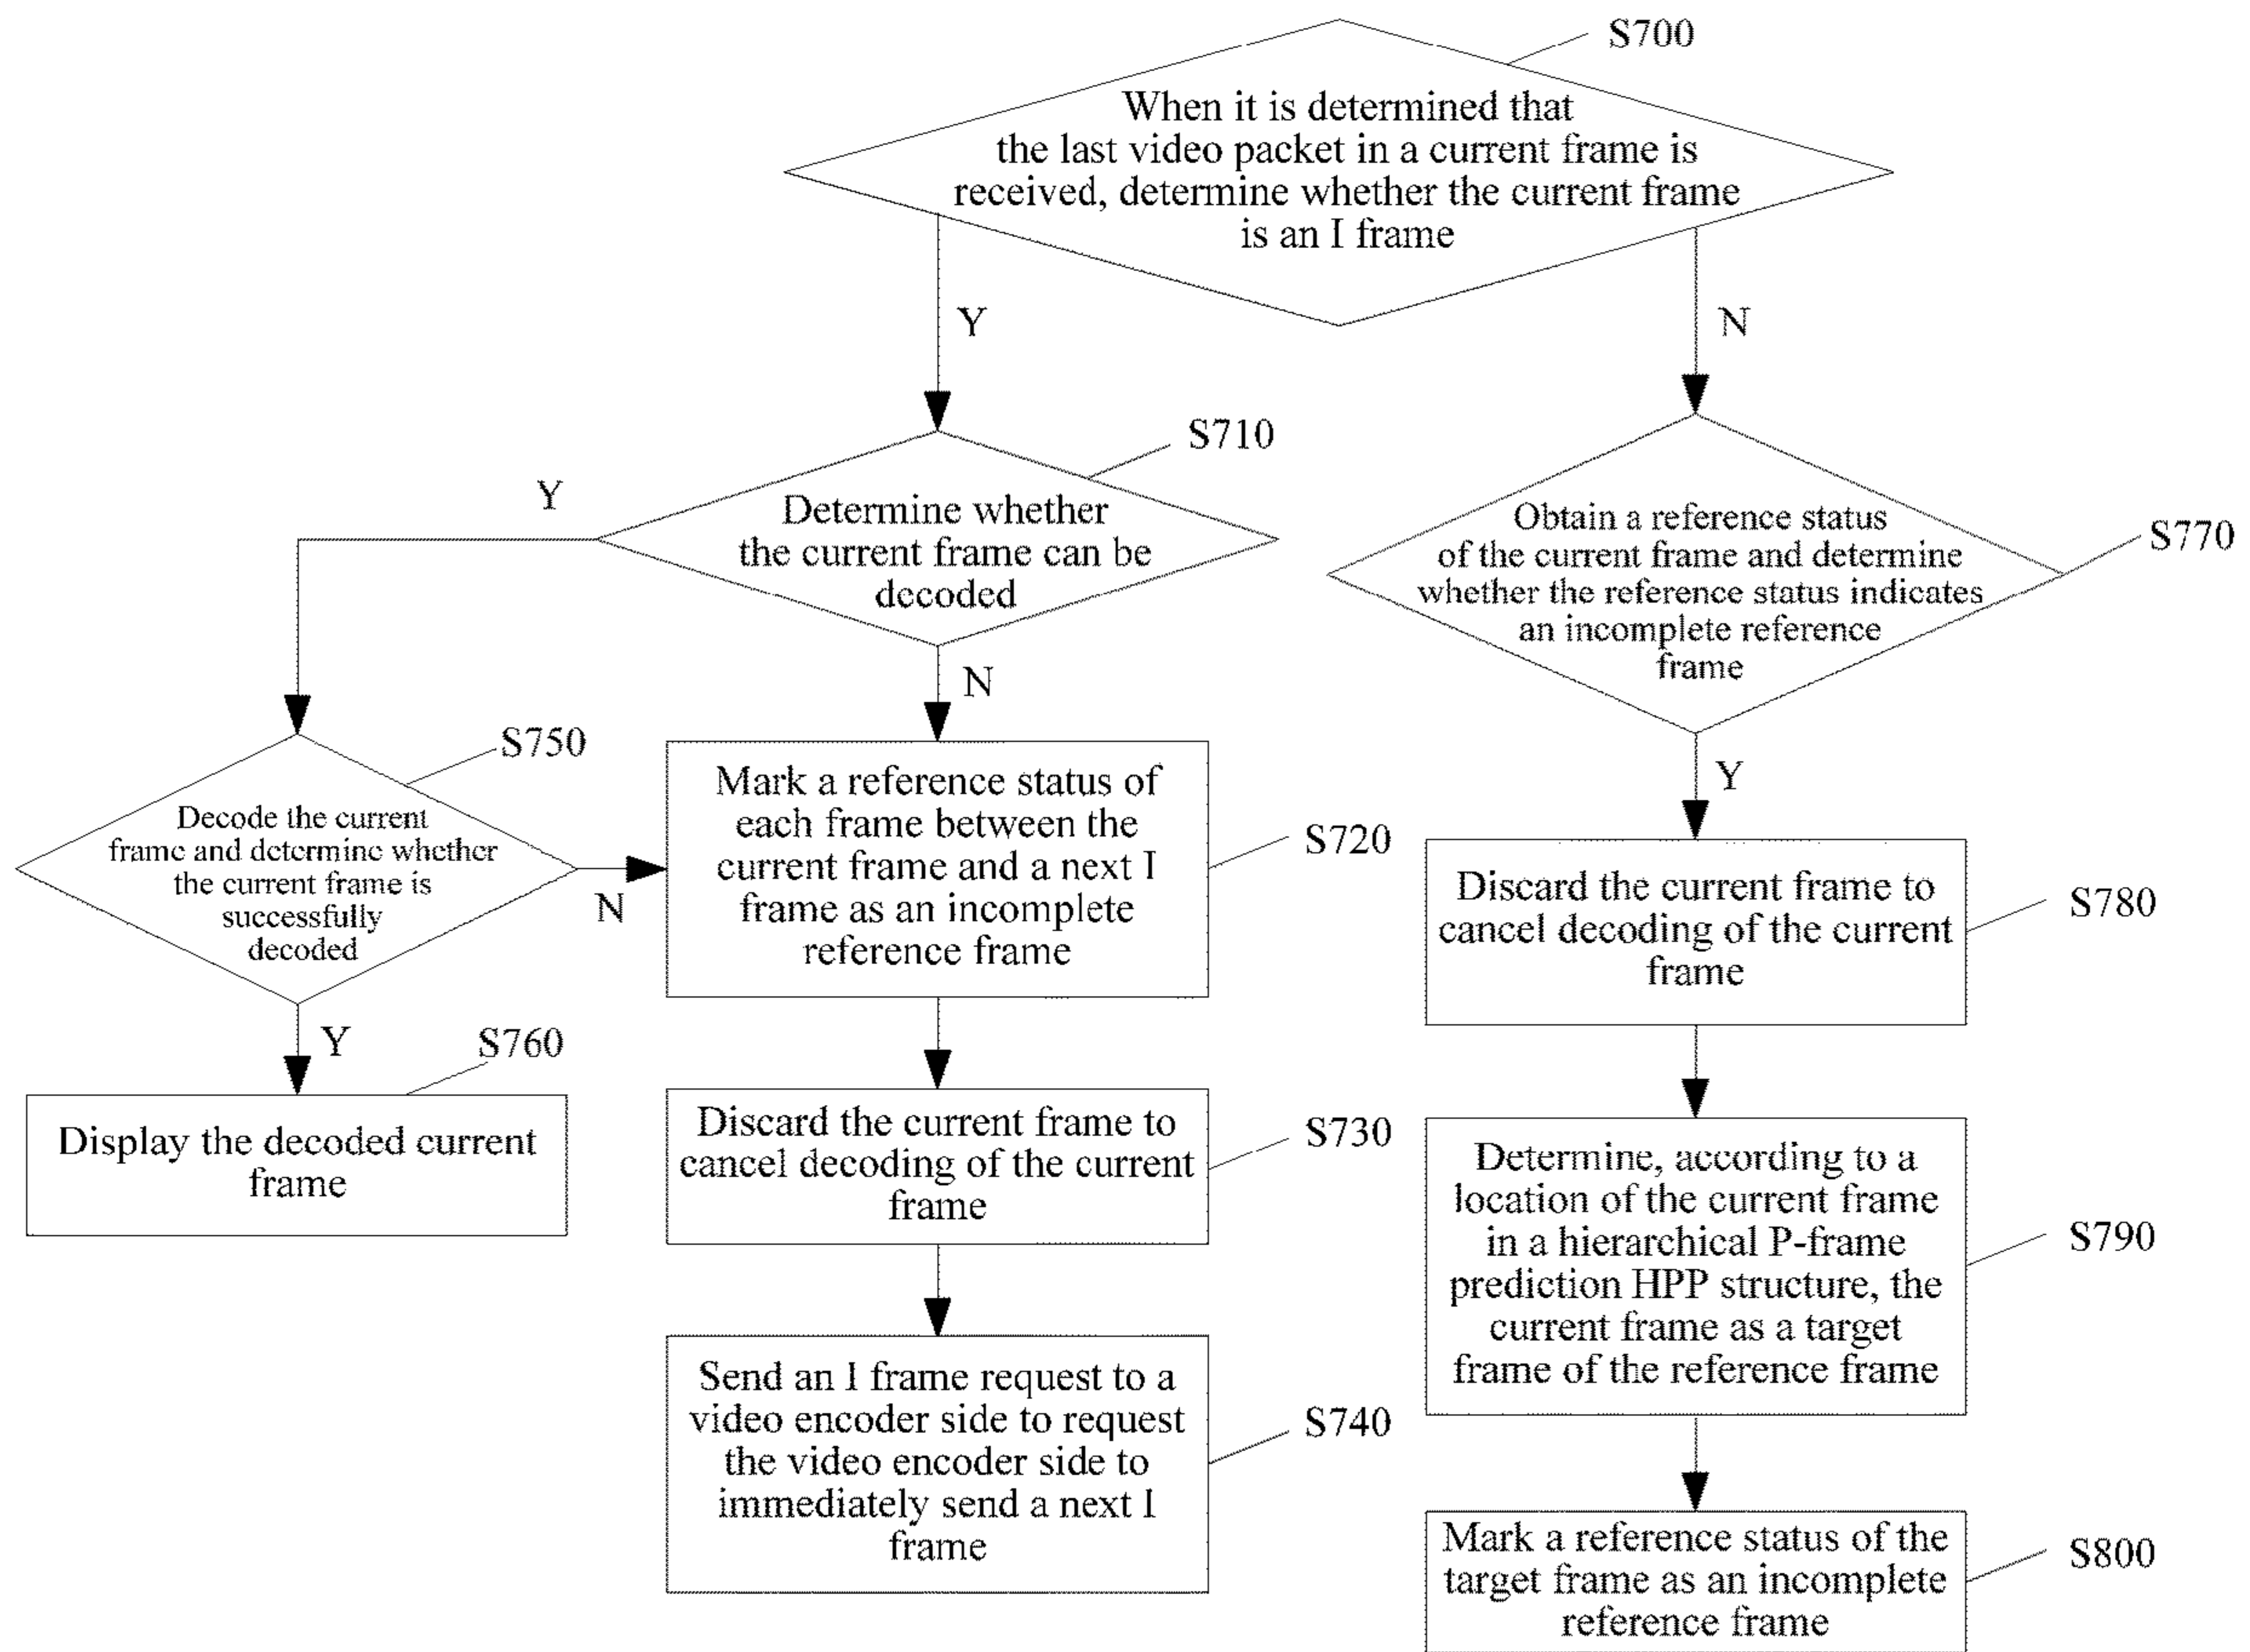 S700
When it is determined that
the last video packet in a current frame is
received, determine whether the current frame
is an I frame
Y
N
S710
Y
Determine whether
the current frame can be
decoded
N
Obtain a reference status
of the current frame and determine
whether the reference status indicates
an incomplete reference
frame
S770
Y
S750
Decode the current
frame and determine whether
the current frame is
successfully
decoded
N
Y
Mark a reference status of
each frame between the
current frame and a next I
frame as an incomplete
reference frame
S720
Discard the current frame to
cancel decoding of the current
frame
S780
S760
Display the decoded current
frame
Discard the current frame to
cancel decoding of the current
frame
S730
Determine, according to a
location of the current frame
in a hierarchical P-frame
prediction HPP structure, the
current frame as a target
frame of the reference frame
S790
Send an I frame request to a
video encoder side to request
the video encoder side to
immediately send a next I
frame
S740
Mark a reference status of the
target frame as an incomplete
reference frame
S800